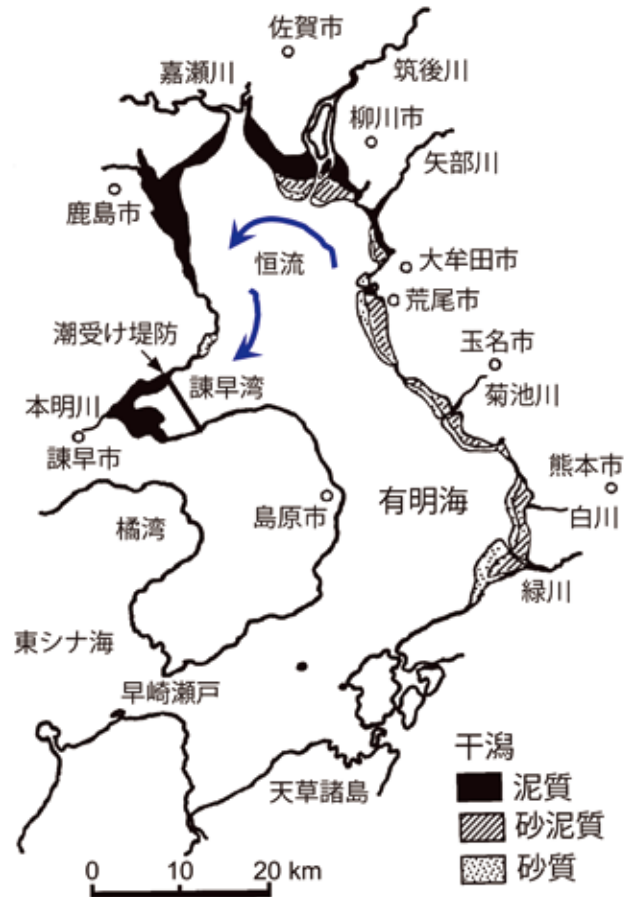 佐賀市
嘉瀬川
筑後川
柳川市
矢部川
鹿島市
恒流
大牟田市
荒尾市
潮受け堤防
玉名市
諫早湾
本明川
菊池川
諫早市
熊本市
島原市
有明海
橘湾
白川
緑川
東シナ海
早崎瀬戸
干潟
天草諸島
泥質
砂泥質
砂質
0 10 20 km